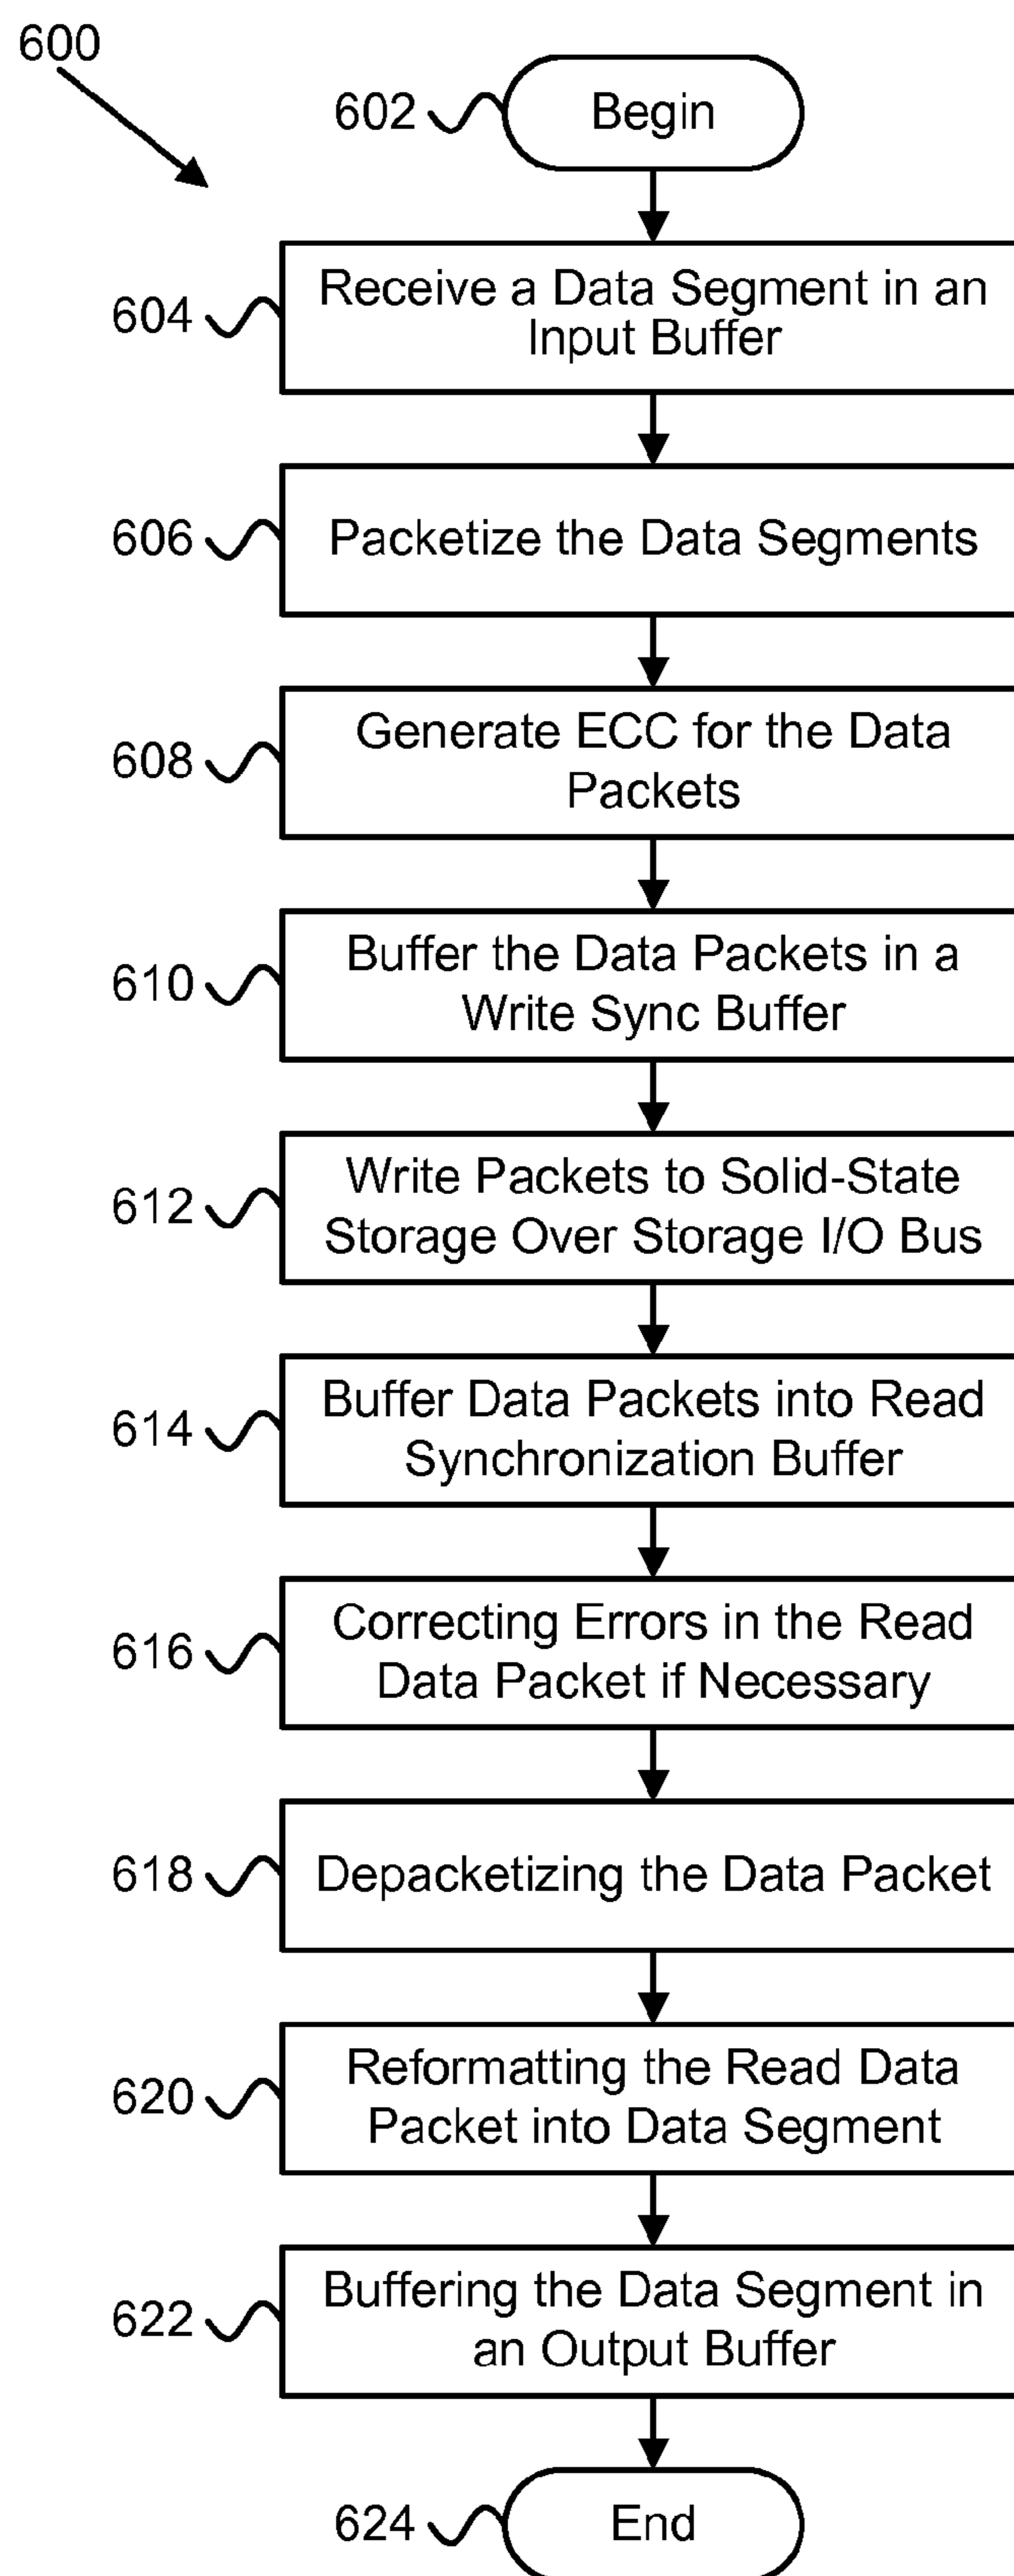 600
602
Begin
604
Receive a Data Segment in an
Input Buffer
606
Packetize the Data Segments
608
Generate ECC for the Data
Packets
610
Buffer the Data Packets in a
Write Sync Buffer
612
Write Packets to Solid-State
Storage Over Storage I/O Bus
614
Buffer Data Packets into Read
Synchronization Buffer
616
Correcting Errors in the Read
Data Packet if Necessary
618
Depacketizing the Data Packet
620
Reformatting the Read Data
Packet into Data Segment
622
Buffering the Data Segment in
an Output Buffer
624
End